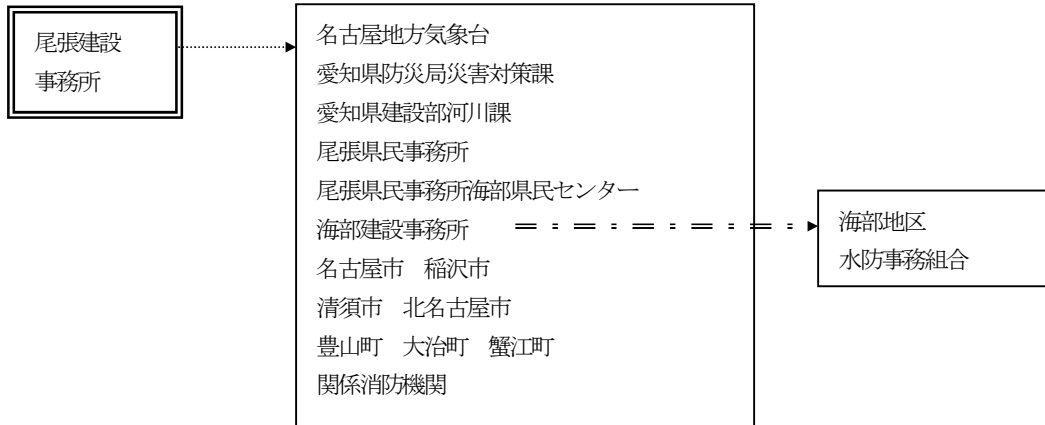 尾張建設
事務所
名古屋地方気象台
愛知県防災局災害対策課
愛知県建設部河川課
尾張県民事務所
尾張県民事務所海部県民センター
海部建設事務所
名古屋市　稲沢市
清須市　北名古屋市
豊山町　大治町　蟹江町
関係消防機関
海部地区
水防事務組合